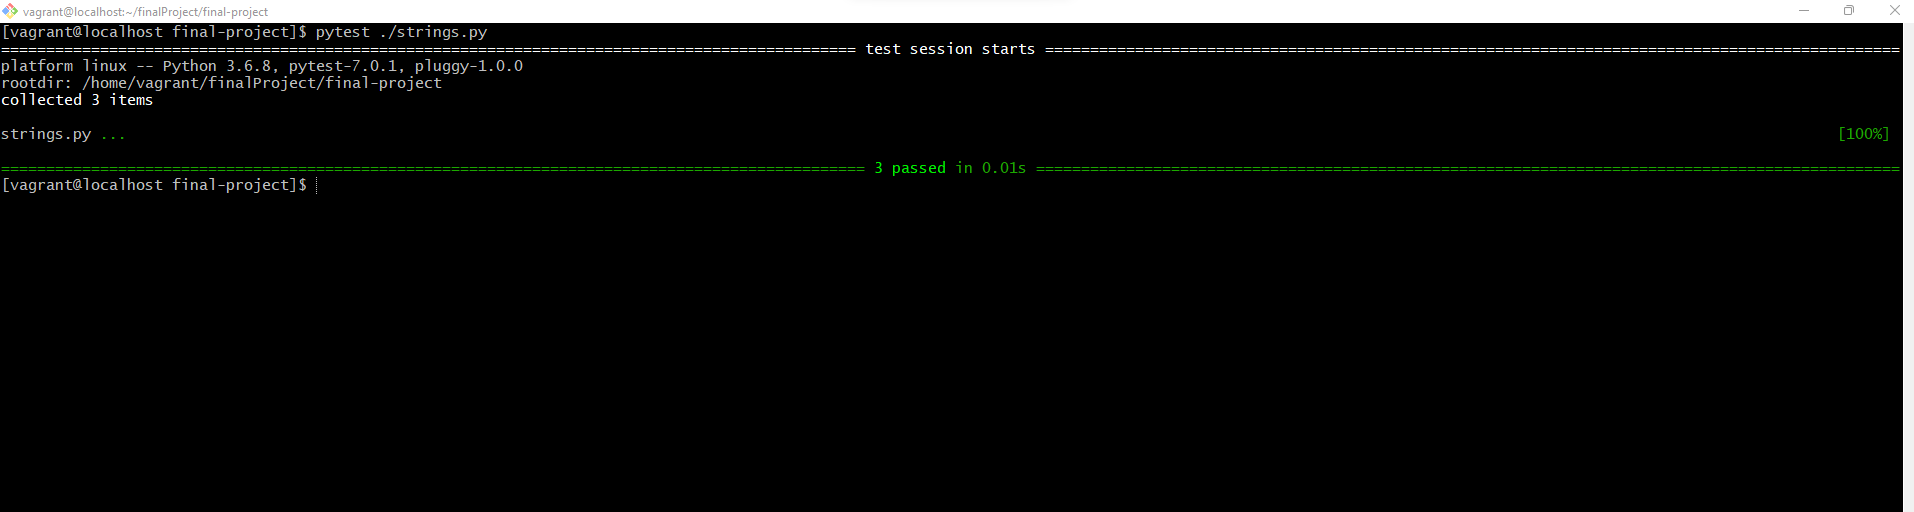 vagrant@localhost:~/finalProject/final-project
[vagrant@localhost final-project]$ pytest ./strings.py
=============================================================================================== test session starts ===============================================================================================
platform linux -- Python 3.6.8, pytest-7.0.1, pluggy-1.0.0
rootdir: /home/vagrant/finalProject/final-project
collected 3 items
strings.py ... [100%]
================================================================================================ 3 passed in 0.01s ================================================================================================
[vagrant@localhost final-project]$